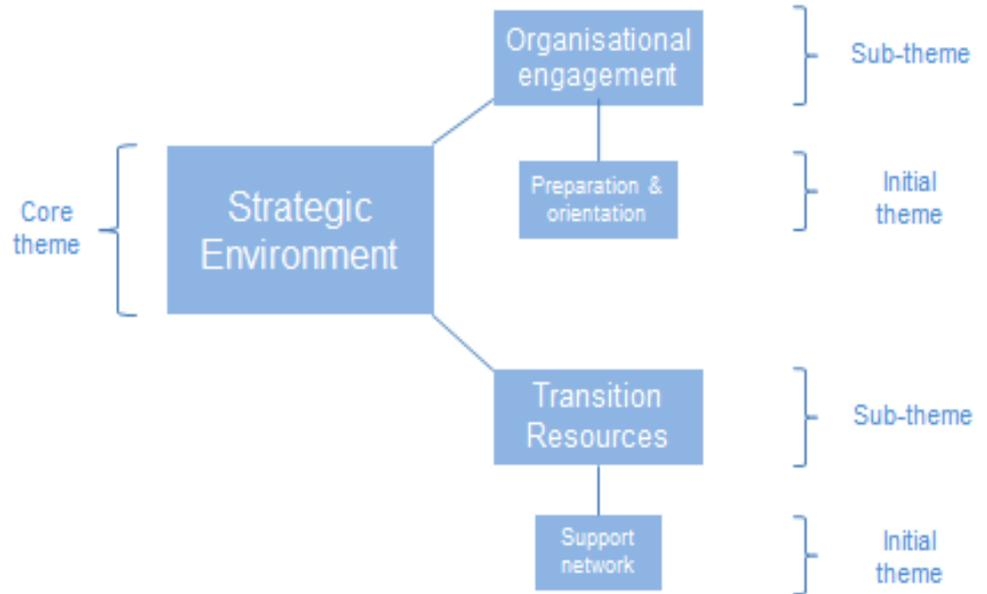 Organisational
engagement
Sub-theme
Preparation &
orientation
Initial
theme
Core
theme
Strategic
Environment
Transition
Resources
Sub-theme
Support
network
Initial
theme